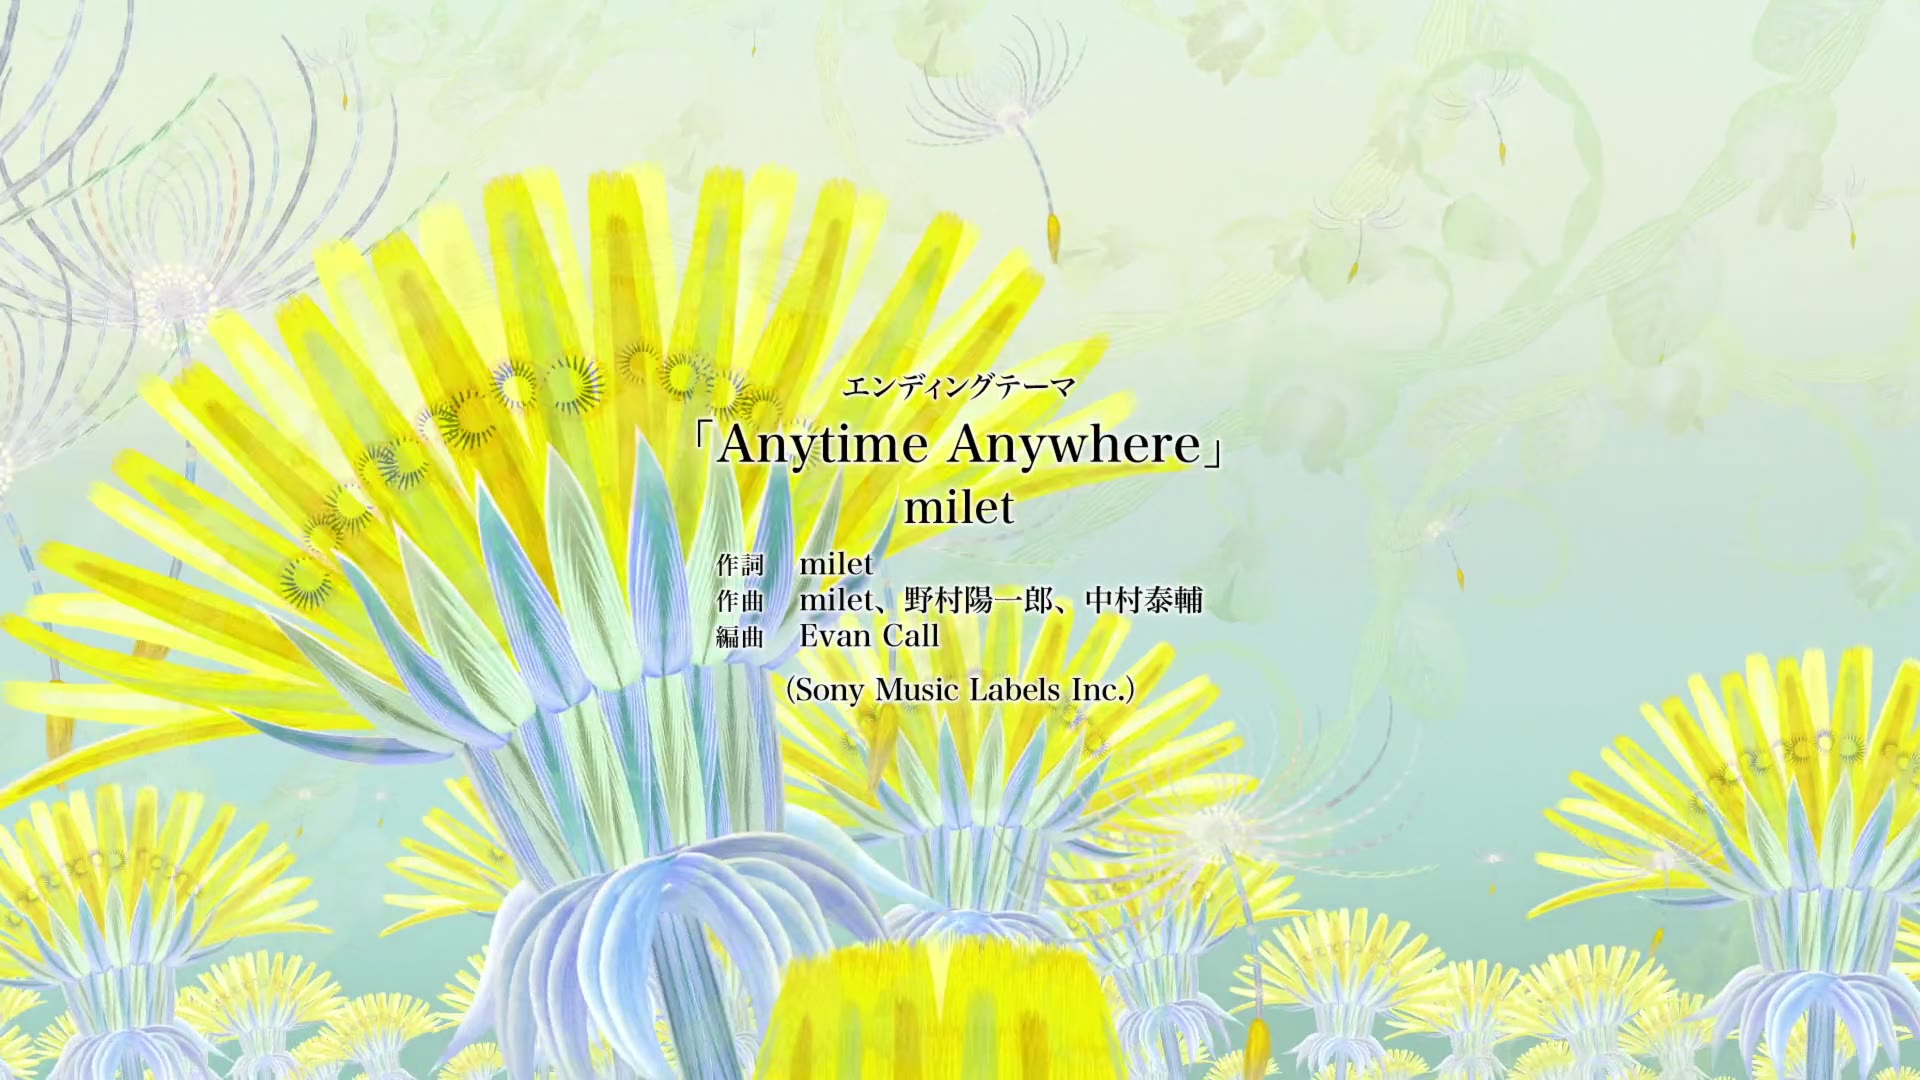 エンディングテーマ
「Anytime Anywhere」
milet
作詞 milet
作曲 milet、野村陽一郎、中村泰輔
編曲 Evan Call
(Sony Music Labels Inc.)